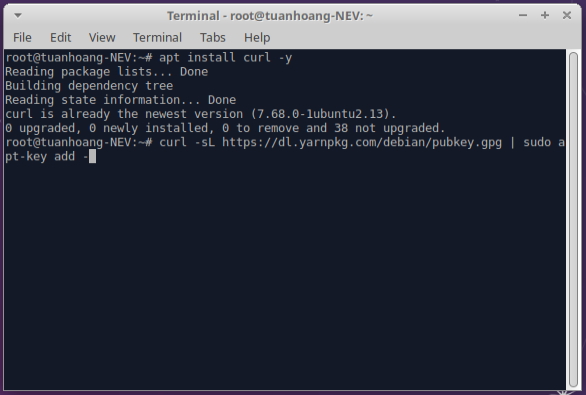 Terminal - root@tuanhoang-NEV: ~
File Edit View Terminal Tabs Help
root@tuanhoang-NEV:~# apt install curl -y
Reading package lists... Done
Building dependency tree
Reading state information... Done
curl is already the newest version (7.68.0-1ubuntu2.13).
0 upgraded, 0 newly installed, 0 to remove and 38 not upgraded.
root@tuanhoang-NEV:~# curl -sL https://dl.yarnpkg.com/debian/pubkey.gpg | sudo a
pt-key add -